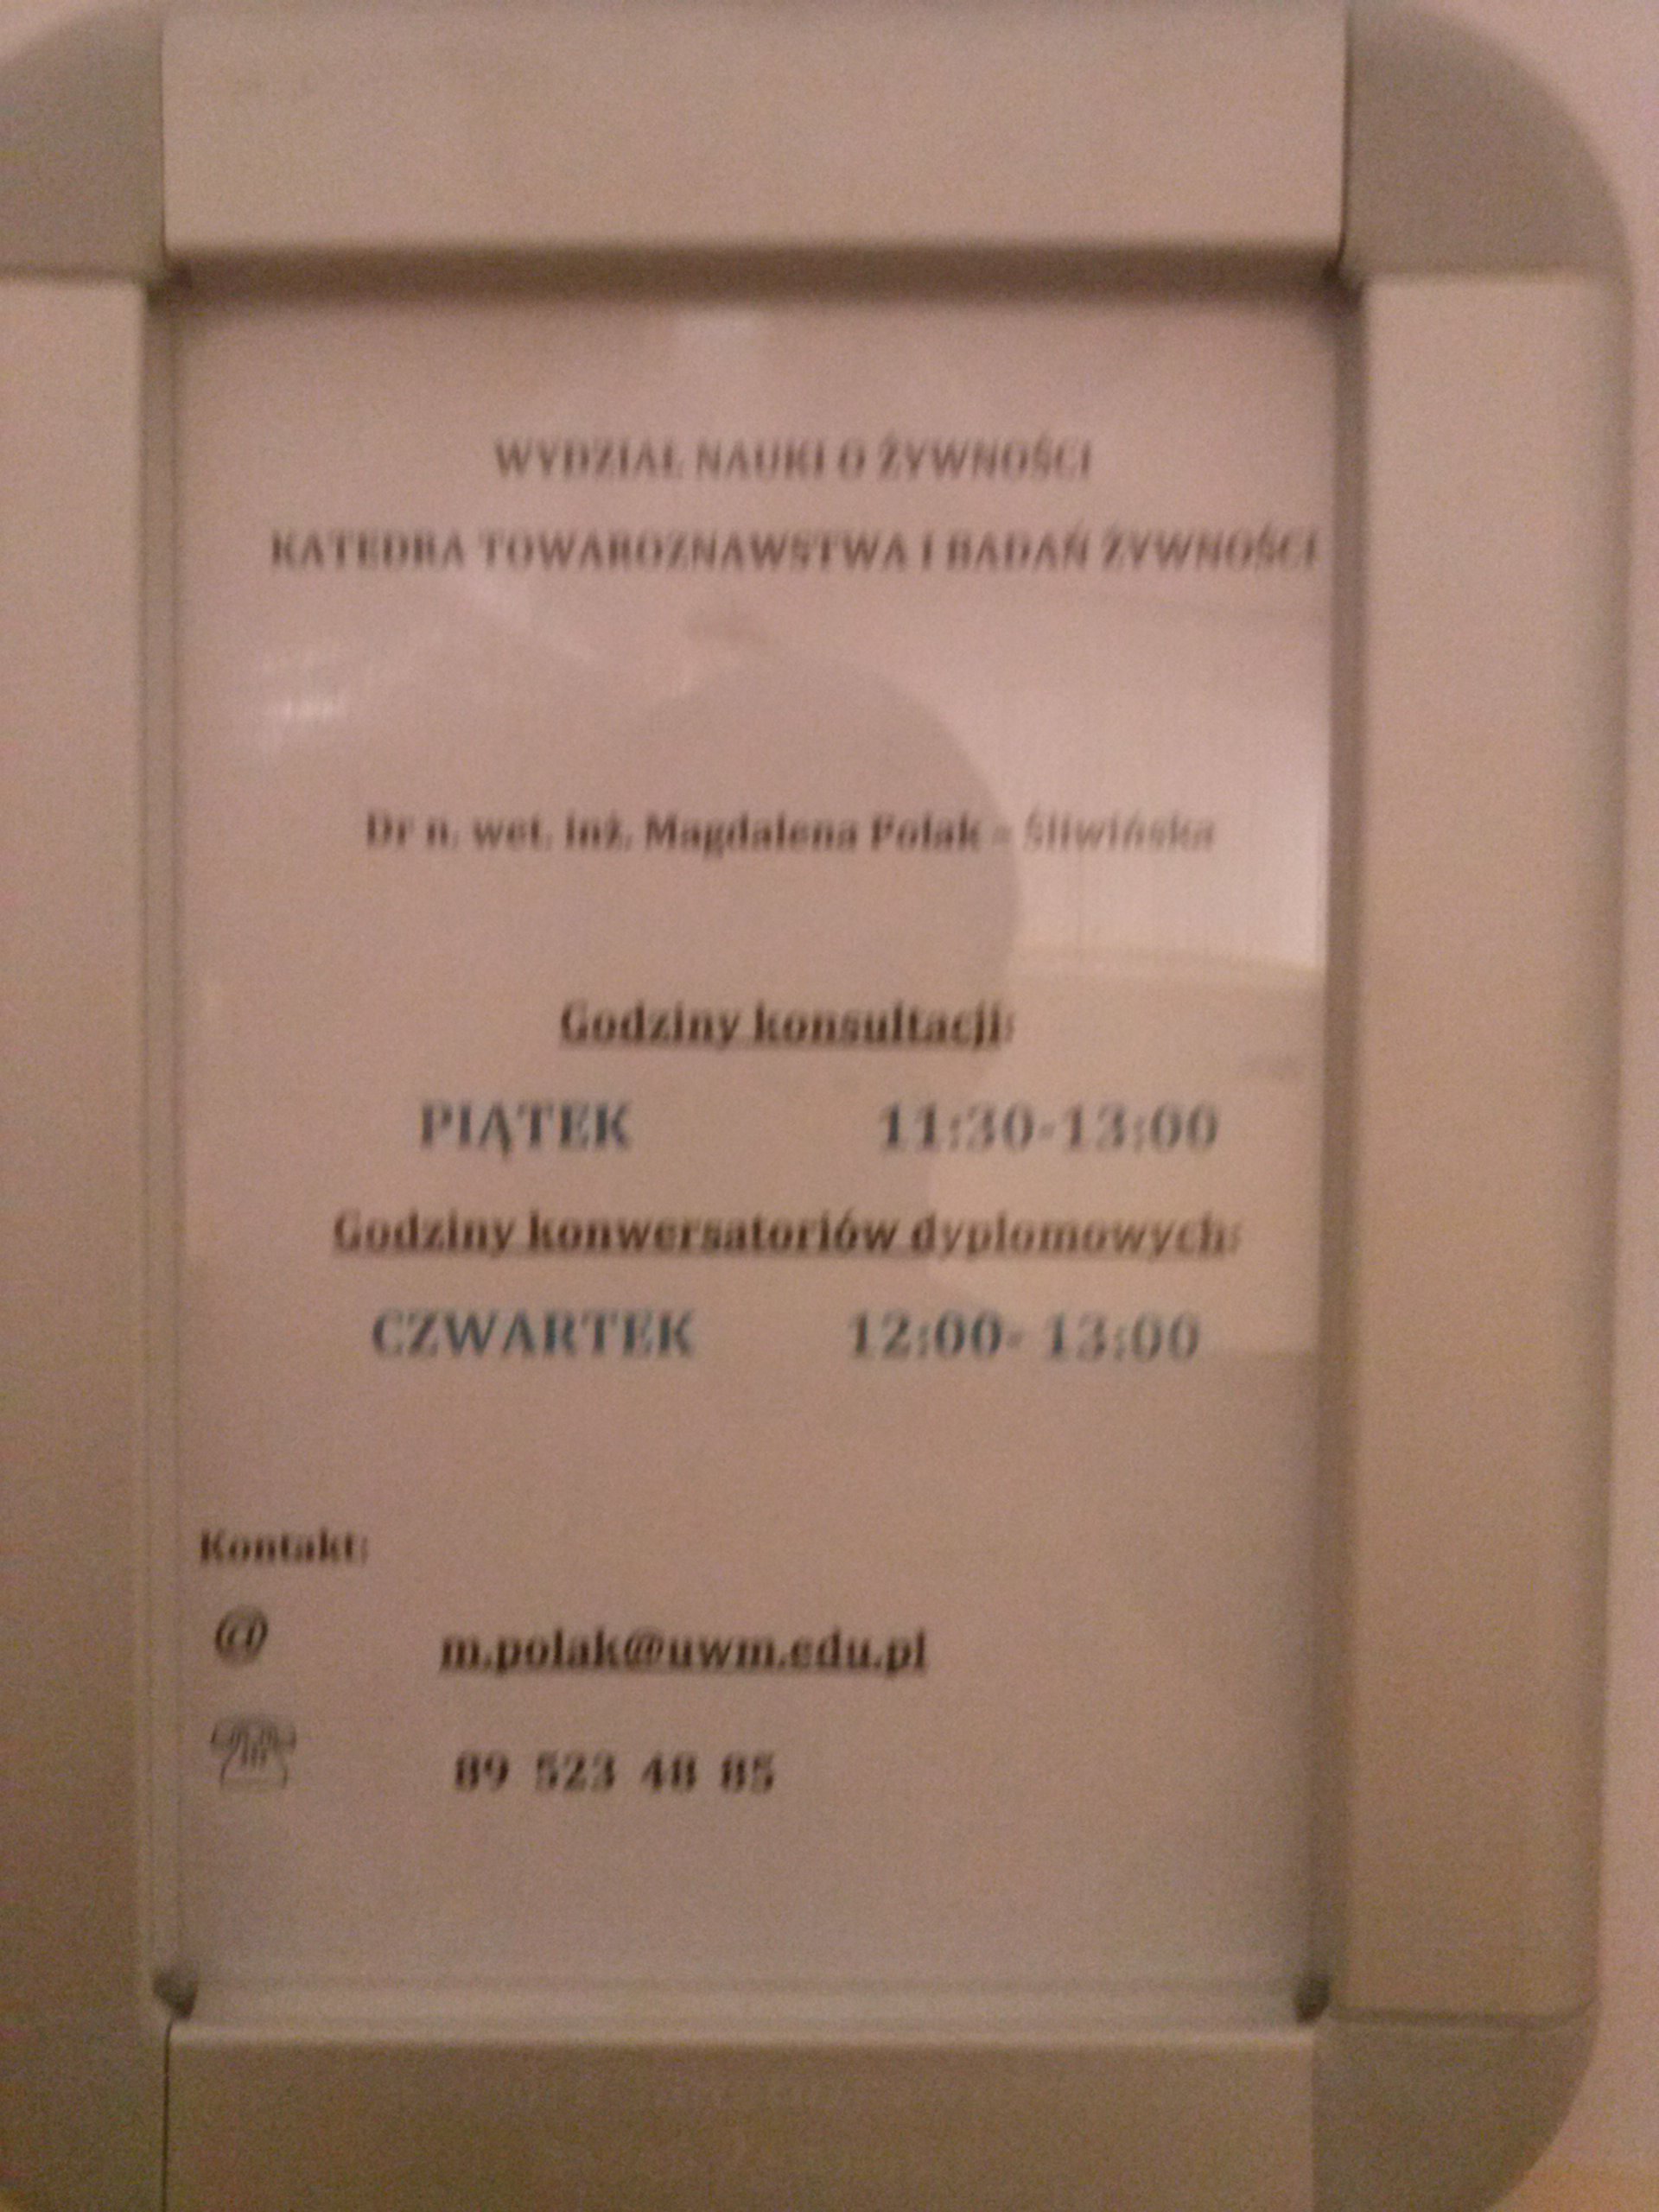 WYDZIAŁ NAUKI O ŻYWNOŚCI
KATEDRA TOWAROZNAWSTWA I BADAŃ ŻYWNOŚCI
Dr n. wet. inż. Magdalena Polak - Śliwińska
Godziny konsultacji:
PIĄTEK 11:30-13:00
Godziny konwersatoriów dyplomowych:
CZWARTEK 12:00- 13:00
Kontakt:
@ m.polak@uwm.edu.pl
89 523 48 85